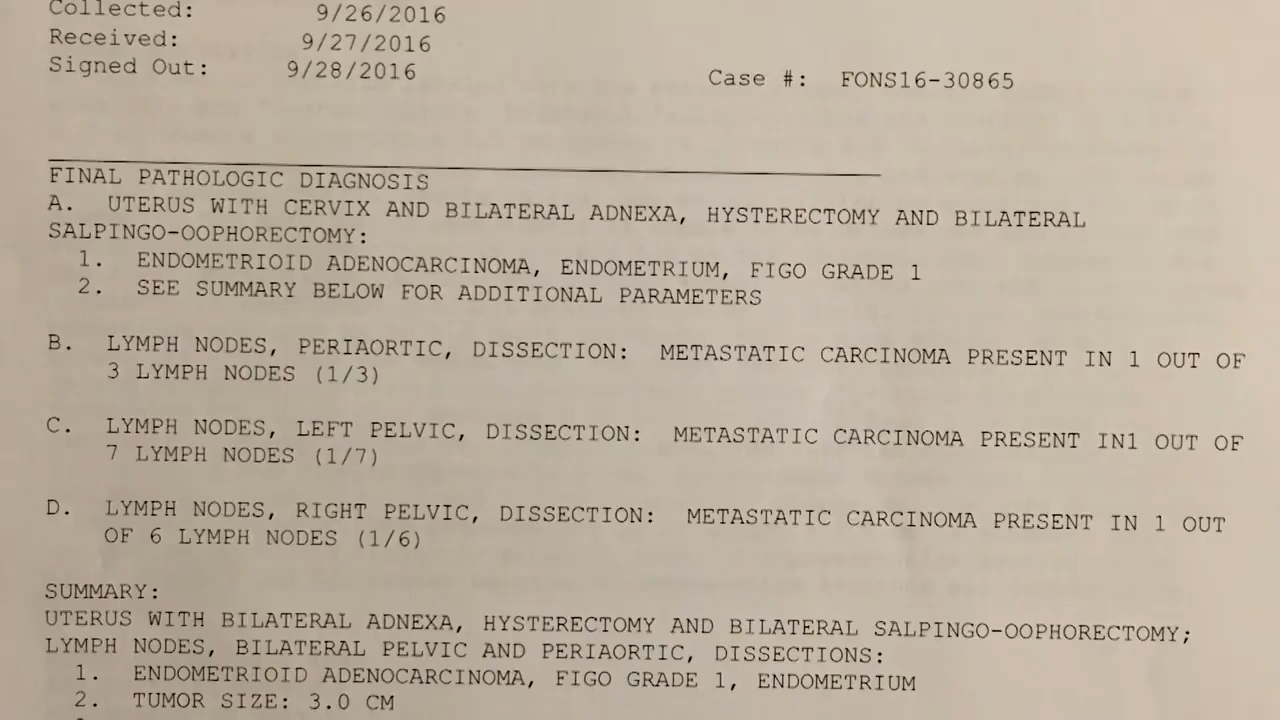 Collected: 9/26/2016
Received: 9/27/2016
Signed Out: 9/28/2016
Case #: FONS16-30865
FINAL PATHOLOGIC DIAGNOSIS
A. UTERUS WITH CERVIX AND BILATERAL ADNEXA, HYSTERECTOMY AND BILATERAL
SALPINGO-OOPHORECTOMY:
1. ENDOMETRIOID ADENOCARCINOMA, ENDOMETRIUM, FIGO GRADE 1
2. SEE SUMMARY BELOW FOR ADDITIONAL PARAMETERS
B. LYMPH NODES, PERIAORTIC, DISSECTION: METASTATIC CARCINOMA PRESENT IN 1 OUT OF
3 LYMPH NODES (1/3)
C. LYMPH NODES, LEFT PELVIC, DISSECTION: METASTATIC CARCINOMA PRESENT IN1 OUT OF
7 LYMPH NODES (1/7)
D. LYMPH NODES, RIGHT PELVIC, DISSECTION: METASTATIC CARCINOMA PRESENT IN 1 OUT
OF 6 LYMPH NODES (1/6)
SUMMARY:
UTERUS WITH BILATERAL ADNEXA, HYSTERECTOMY AND BILATERAL SALPINGO-OOPHORECTOMY;
LYMPH NODES, BILATERAL PELVIC AND PERIAORTIC, DISSECTIONS:
1. ENDOMETRIOID ADENOCARCINOMA, FIGO GRADE 1, ENDOMETRIUM
2. TUMOR SIZE: 3.0 CM